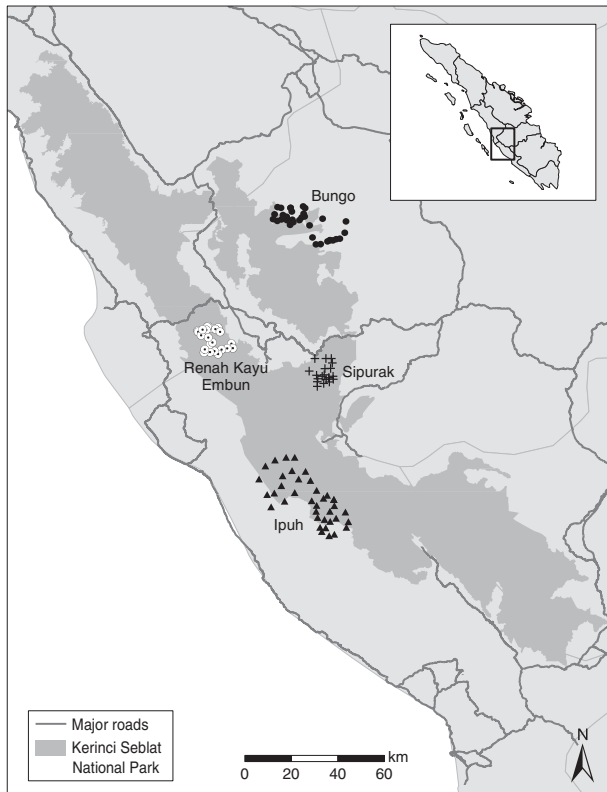 Bungo
Renah Kayu
Embun
Sipurak
Ipuh
Major roads
Kerinci Seblat
National Park
km
0 20 40 60
N